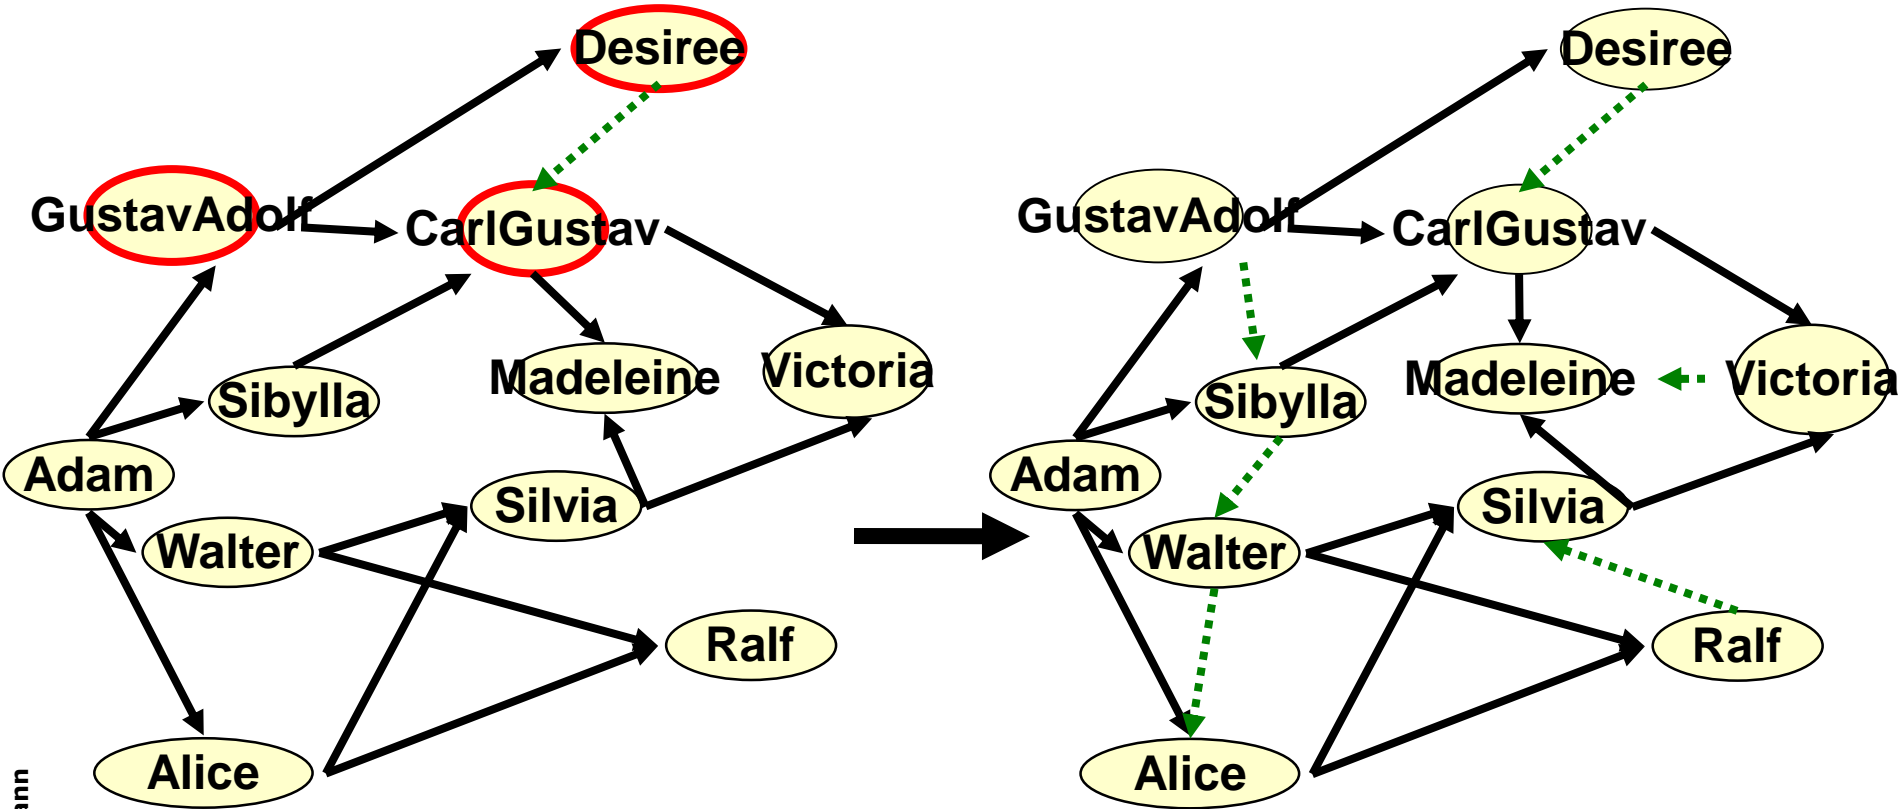 Desiree
GustavAdolf
CarlGustav
Madeleine
Victoria
Sibylla
Adam
Silvia
Walter
Ralf
Alice
Desiree
GustavAdolf
CarlGustav
Madeleine
Victoria
Sibylla
Adam
Silvia
Walter
Ralf
Alice
ann